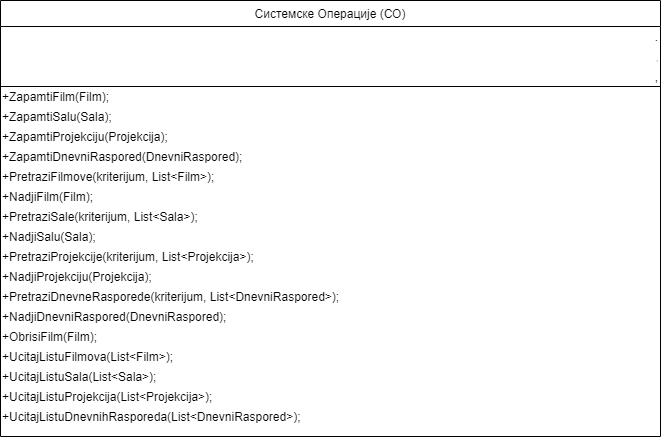 Системске Операције (СО)
+ZapamtiFilm(Film);
+ZapamtiSalu(Sala);
+ZapamtiProjekciju(Projekcija);
+ZapamtiDnevniRaspored(DnevniRaspored);
+PretraziFilmove(kriterijum, List<Film>);
+NadjiFilm(Film);
+PretraziSale(kriterijum, List<Sala>);
+NadjiSalu(Sala);
+PretraziProjekcije(kriterijum, List<Projekcija>);
+NadjiProjekciju(Projekcija);
+PretraziDnevneRasporede(kriterijum, List<DnevniRaspored>);
+NadjiDnevniRaspored(DnevniRaspored);
+ObrisiFilm(Film);
+UcitajListuFilmova(List<Film>);
+UcitajListuSala(List<Sala>);
+UcitajListuProjekcija(List<Projekcija>);
+UcitajListuDnevnihRasporeda(List<DnevniRaspored>);